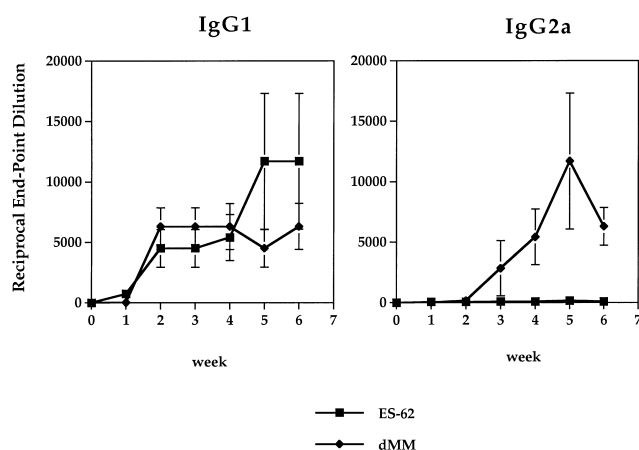 IgG1
IgG2a
Reciprocal End-Point Dilution
20000
15000
10000
5000
0
0 1 2 3 4 5 6 7
week
20000
15000
10000
5000
0
0 1 2 3 4 5 6 7
week
ES-62
dMM